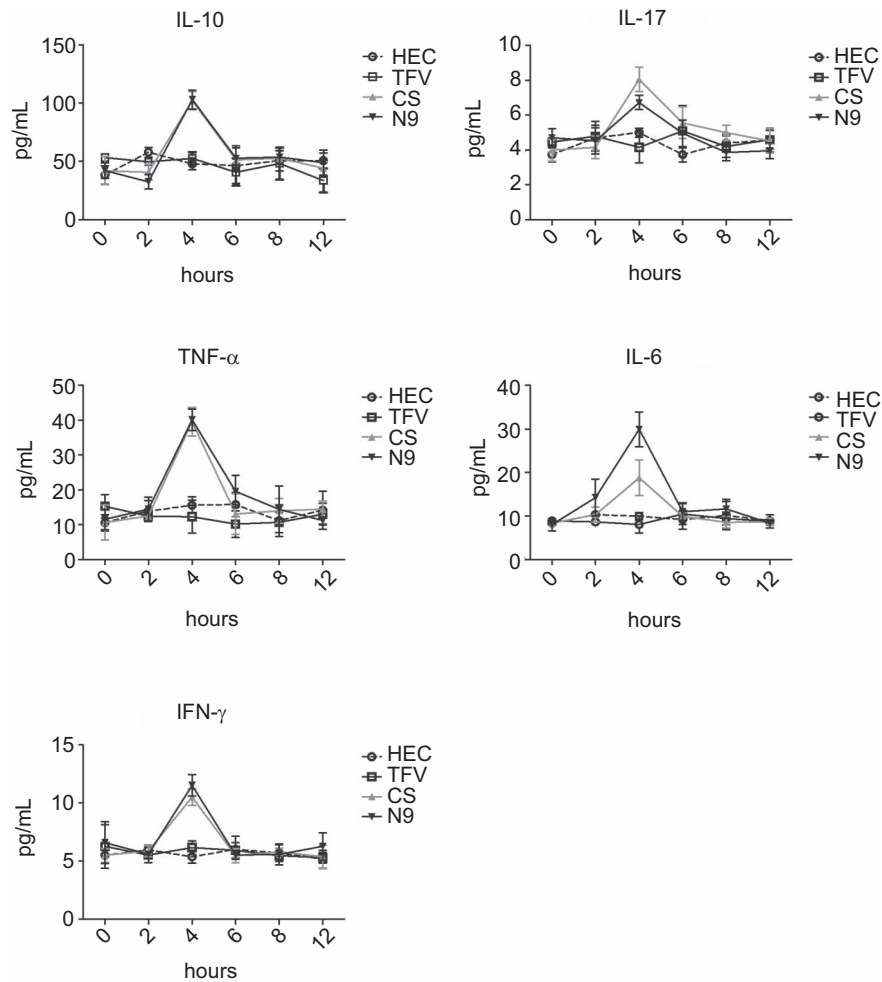 IL-10
150
100
50
0
pg/mL
0 2 4 6 8 12
hours
HEC
TFV
CS
N9
IL-17
10
8
6
4
2
0
pg/mL
0 2 4 6 8 12
hours
HEC
TFV
CS
N9
TNF-α
50
40
30
20
10
0
pg/mL
0 2 4 6 8 12
hours
HEC
TFV
CS
N9
IL-6
40
30
20
10
0
pg/mL
0 2 4 6 8 12
hours
HEC
TFV
CS
N9
IFN-γ
15
10
5
0
pg/mL
0 2 4 6 8 12
hours
HEC
TFV
CS
N9